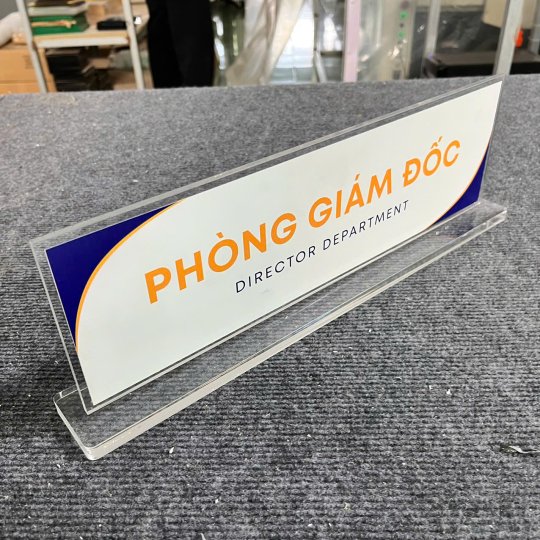 PHÒNG GIÁM ĐỐC
DIRECTOR DEPARTMENT